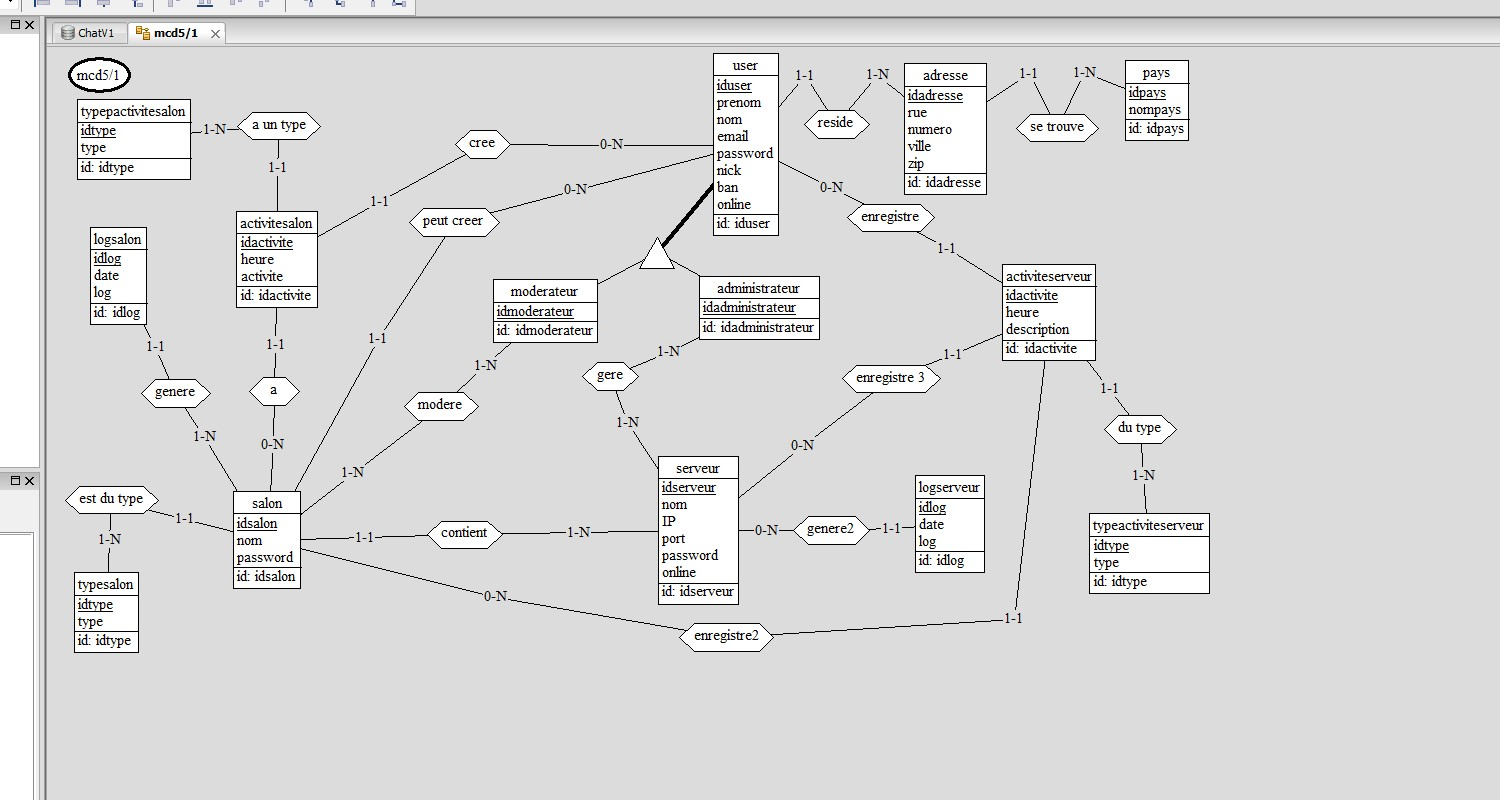 ChatV1
mcd5/1
mcd5/1
typepactivitesalon
idtype
type
id: idtype
1-N
a un type
1-1
cree
1-1
0-N
user
iduser
prenom
nom
email
password
nick
ban
online
id: iduser
1-1
reside
1-N
adresse
idadresse
rue
numero
ville
zip
id: idadresse
1-1
se trouve
1-N
pays
idpays
nompays
id: idpays
peut creer
0-N
1-1
0-N
enregistre
1-1
logsalon
idlog
date
log
id: idlog
activitesalon
idactivite
heure
activite
id: idactivite
moderateur
idmoderateur
id: idmoderateur
administrateur
idadministrateur
id: idadministrateur
activiteserveur
idactivite
heure
description
id: idactivite
1-1
genere
1-N
1-1
a
0-N
1-N
modere
1-N
1-N
gere
1-N
1-1
enregistre 3
0-N
1-1
du type
1-N
est du type
1-1
1-N
salon
idsalon
nom
password
id: idsalon
1-1
contient
1-N
serveur
idserveur
nom
IP
port
password
online
id: idserveur
0-N
genere2
1-1
logserveur
idlog
date
log
id: idlog
typeactiviteserveur
idtype
type
id: idtype
typesalon
idtype
type
id: idtype
0-N
enregistre2
1-1